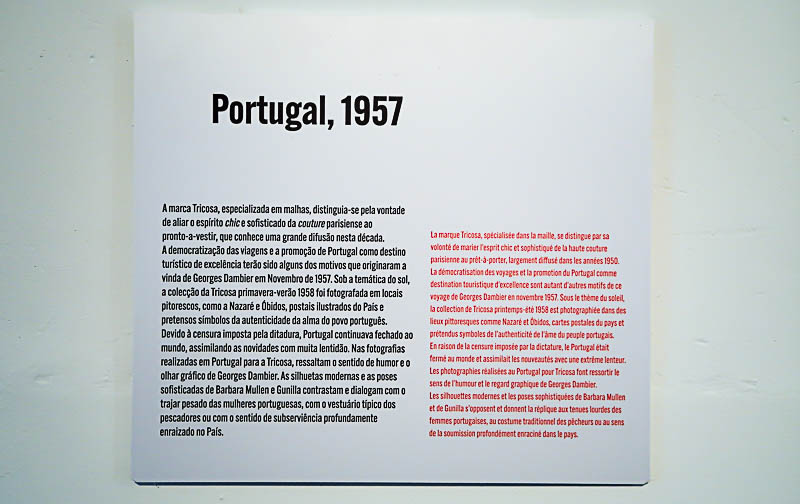 Portugal, 1957
A marca Tricosa, especializada em malhas, distinguia-se pela vontade
de aliar o espírito chic e sofisticado da couture parisiense ao
pronto-a-vestir, que conhece uma grande difusão nesta década.
A democratização das viagens e a promoção de Portugal como destino
turístico de excelência terão sido alguns dos motivos que originaram a
vinda de Georges Dambier em Novembro de 1957. Sob a temática do sol,
a colecção da Tricosa primavera-verão 1958 foi fotografada em locais
pitorescos, como a Nazaré e Óbidos, postais ilustrados do País e
pretensos símbolos da autenticidade da alma do povo português.
Devido à censura imposta pela ditadura, Portugal continuava fechado ao
mundo, assimilando as novidades com muita lentidão. Nas fotografias
realizadas em Portugal para a Tricosa, ressaltam o sentido de humor e o
olhar gráfico de Georges Dambier. As silhuetas modernas e as poses
sofisticadas de Barbara Mullen e Gunilla contrastam e dialogam com o
trajar pesado das mulheres portuguesas, com o vestuário típico dos
pescadores ou com o sentido de subserviência profundamente
enraizado no País.
La marque Tricosa, spécialisée dans la maille, se distingue par sa
volonté de marier l'esprit chic et sophistiqué de la haute couture
parisienne au prêt-à-porter, largement diffusé dans les années 1950.
La démocratisation des voyages et la promotion du Portugal comme
destination touristique d'excellence sont autant d'autres motifs de ce
voyage de Georges Dambier en novembre 1957. Sous le thème du soleil,
la collection de Tricosa printemps-été 1958 est photographiée dans des
lieux pittoresques comme Nazaré et Óbidos, cartes postales du pays et
prétendus symboles de l'authenticité de l'âme du peuple portugais.
En raison de la censure imposée par la dictature, le Portugal était
fermé au monde et assimilait les nouveautés avec une extrême lenteur.
Les photographies réalisées au Portugal pour Tricosa font ressortir le
sens de l'humour et le regard graphique de Georges Dambier.
Les silhouettes modernes et les poses sophistiquées de Barbara Mullen
et de Gunilla s'opposent et donnent la réplique aux tenues lourdes des
femmes portugaises, au costume traditionnel des pêcheurs ou au sens
de la soumission profondément enraciné dans le pays.